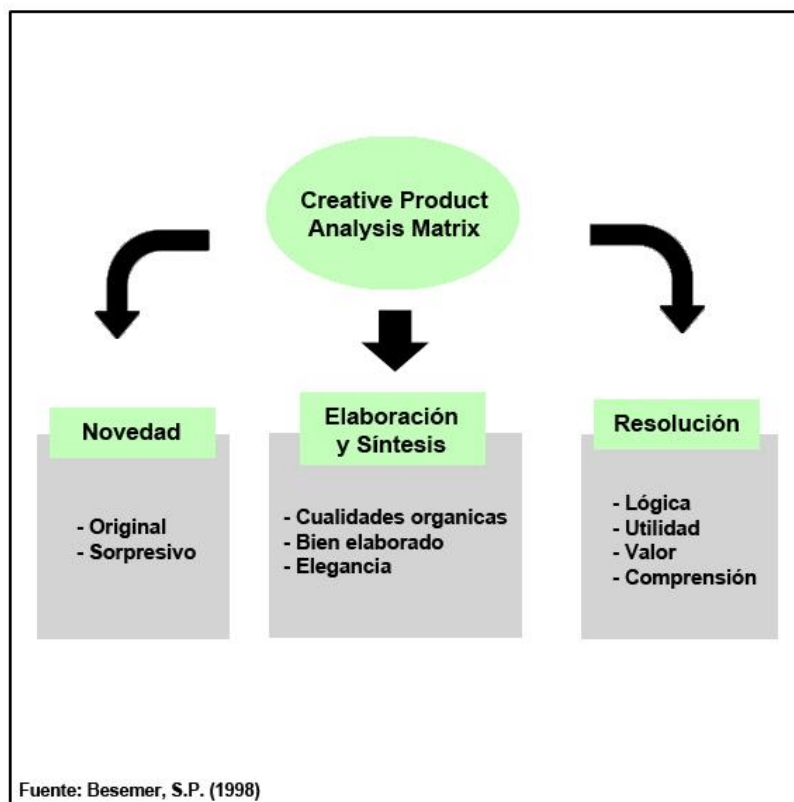 Creative Product
Analysis Matrix
Novedad
- Original
- Sorpresivo
Elaboración
y Síntesis
- Cualidades organicas
- Bien elaborado
- Elegancia
Resolución
- Lógica
- Utilidad
- Valor
- Comprensión
Fuente: Besemer, S.P. (1998)